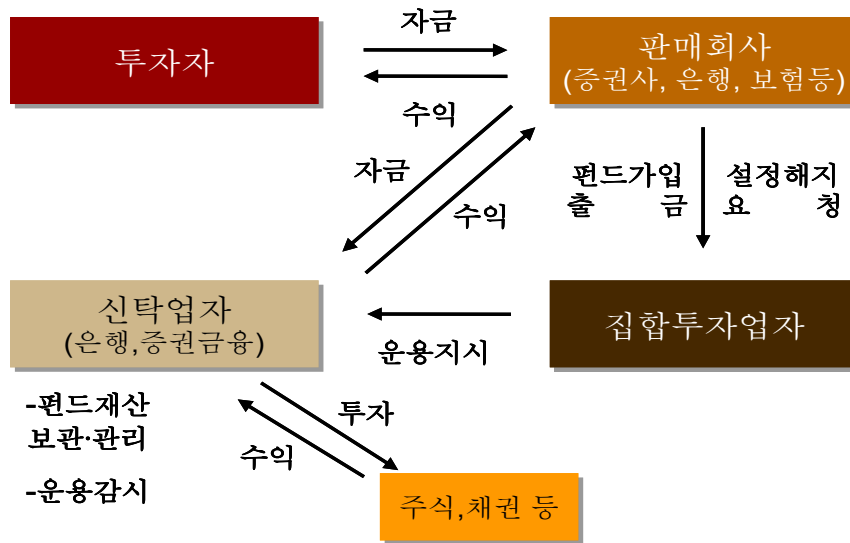 투자자
자금
판매회사
(증권사, 은행, 보험등)
수익
자금
수익
펀드가입
출 금
설정해지
요 청
신탁업자
(은행,증권금융)
운용지시
집합투자업자
-펀드재산
보관·관리
-운용감시
투자
수익
주식,채권 등